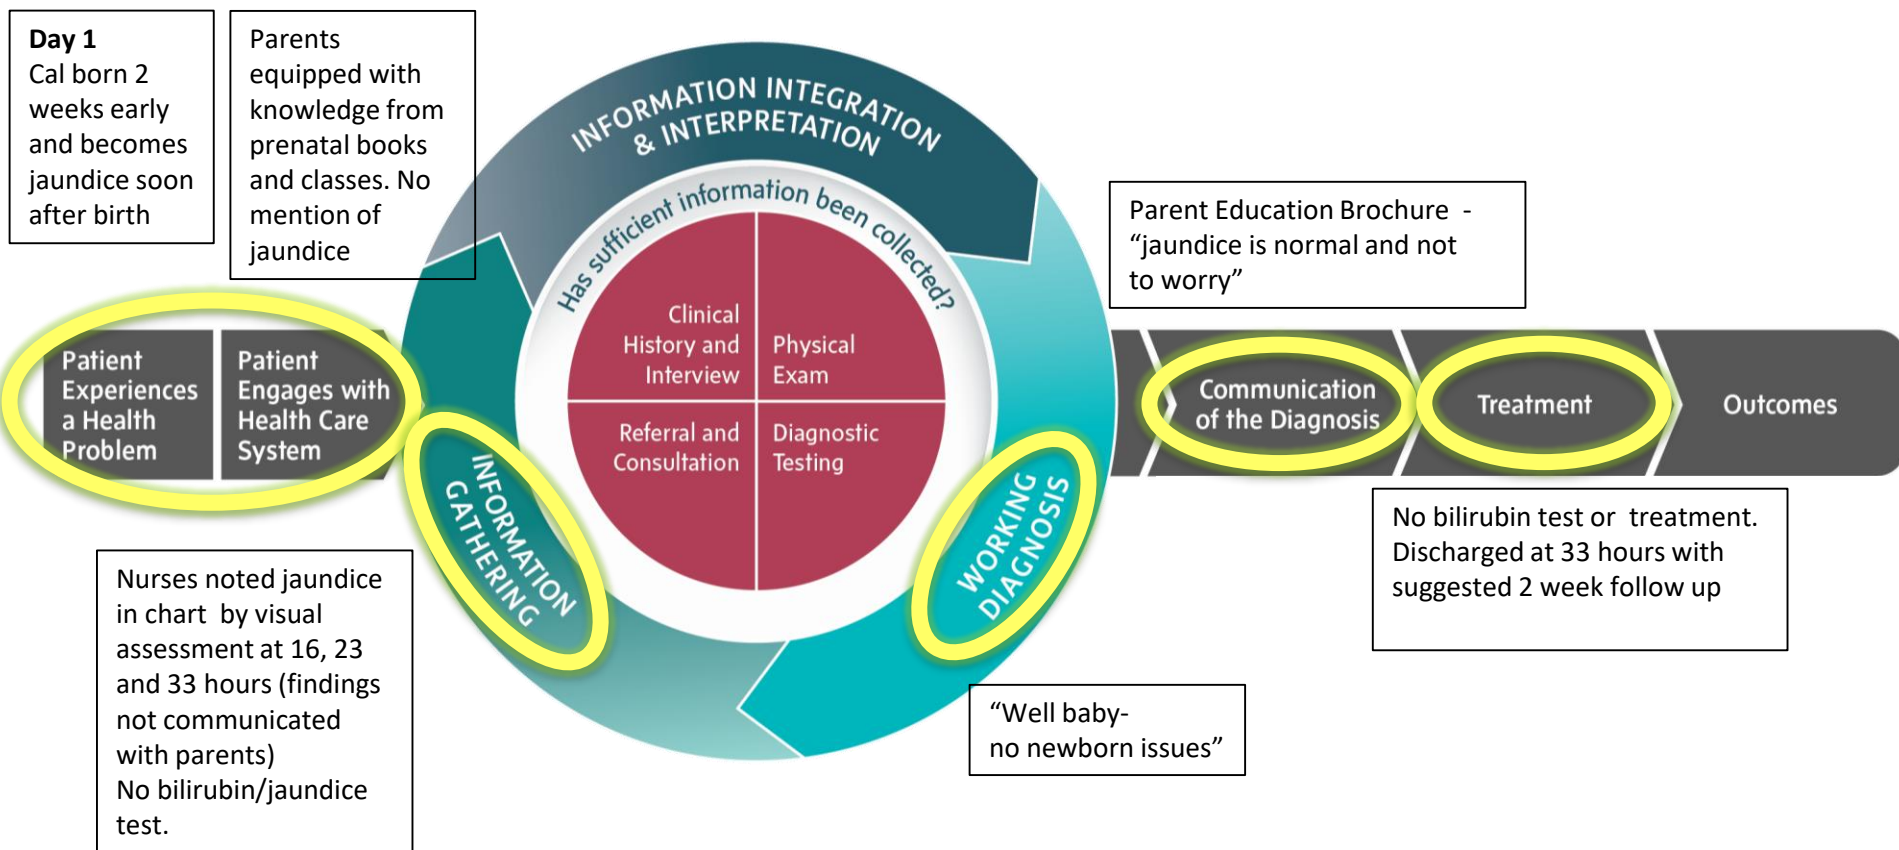 Day 1
Cal born 2
weeks early
and becomes
jaundice soon
after birth
Parents
equipped with
knowledge from
prenatal books
and classes. No
mention of
jaundice
INFORMATION INTEGRATION
& INTERPRETATION
Has sufficient information been collected?
Clinical
History and
Interview
Physical
Exam
Referral and
Consultation
Diagnostic
Testing
Parent Education Brochure -
“jaundice is normal and not
to worry”
Patient
Experiences
a Health
Problem
Patient
Engages with
Health Care
System
INFORMATION
GATHERING
WORKING
DIAGNOSIS
Communication
of the Diagnosis
Treatment
Outcomes
Nurses noted jaundice
in chart by visual
assessment at 16, 23
and 33 hours (findings
not communicated
with parents)
No bilirubin/jaundice
test.
“Well baby-
no newborn issues”
No bilirubin test or treatment.
Discharged at 33 hours with
suggested 2 week follow up